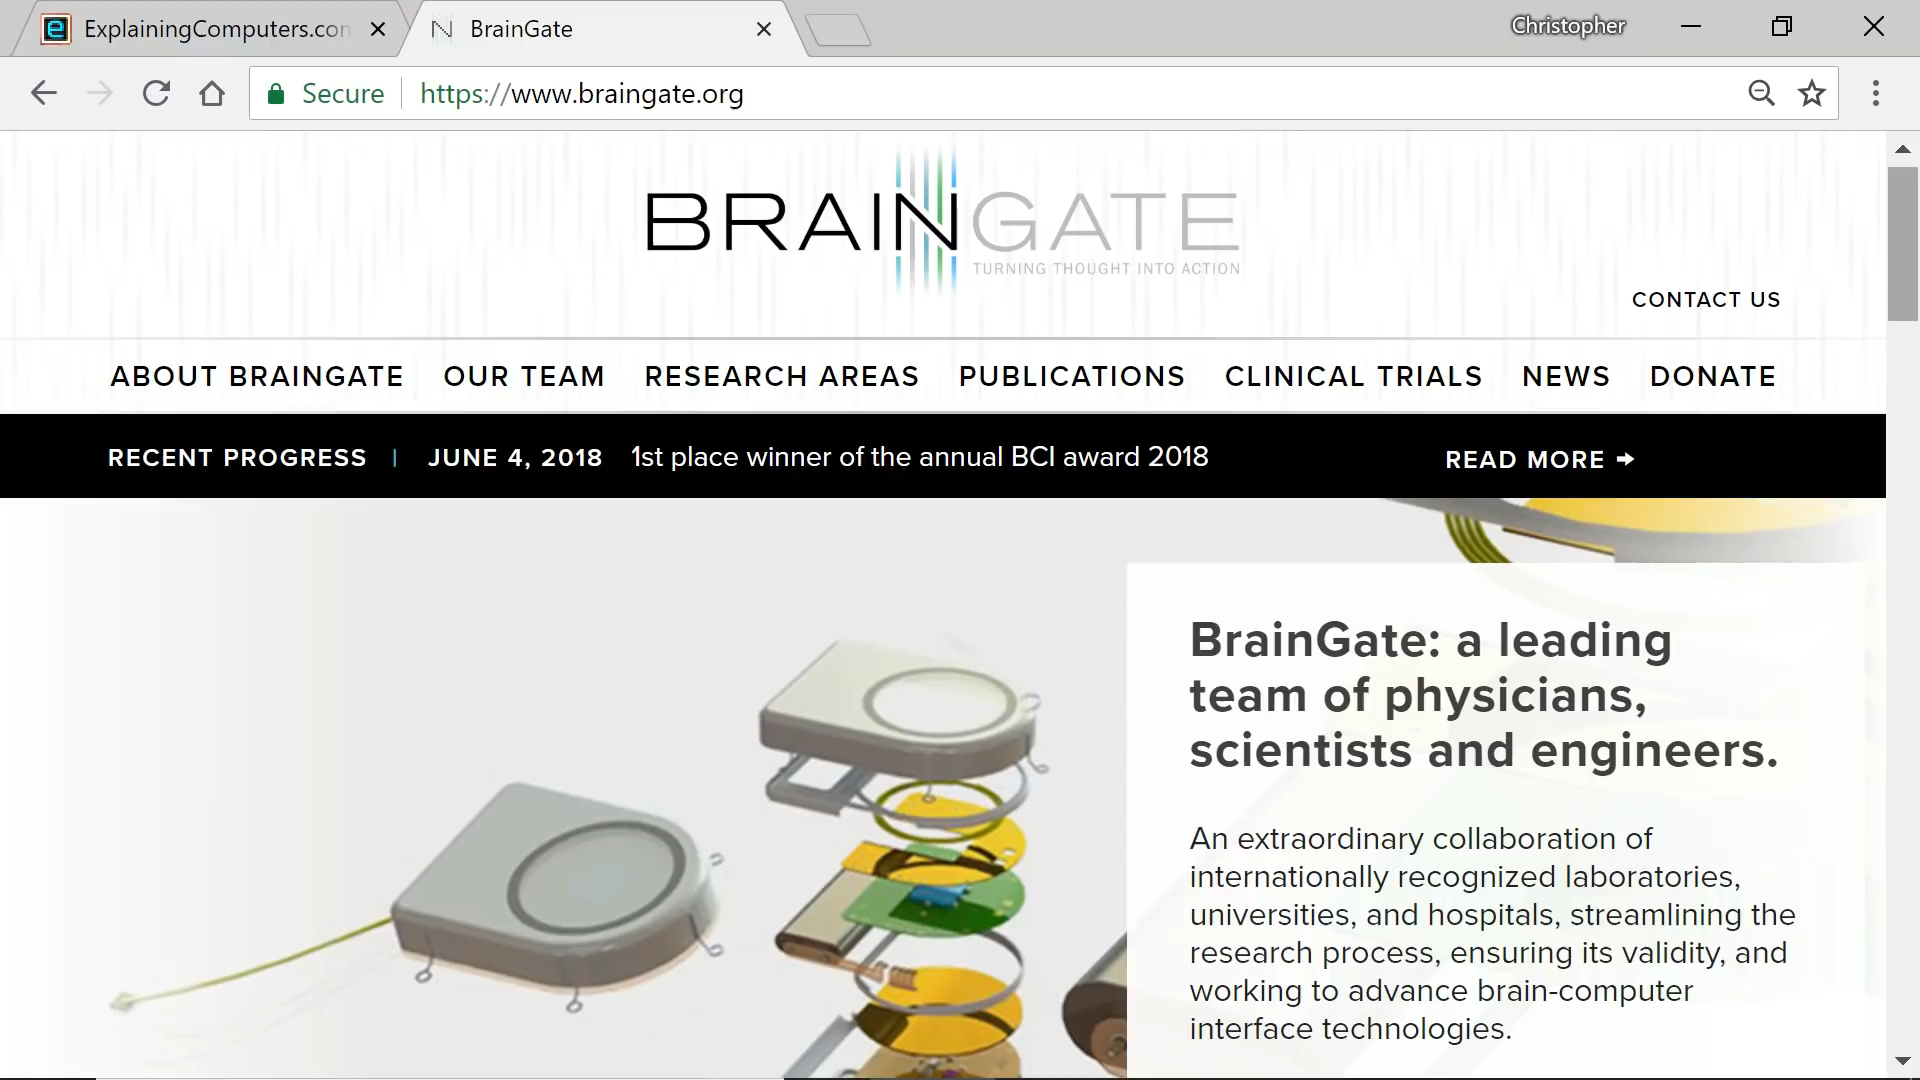 ExplainingComputers.con
BrainGate
Christopher
Secure
https://www.braingate.org
BRAINGATE
TURNING THOUGHT INTO ACTION
CONTACT US
ABOUT BRAINGATE OUR TEAM RESEARCH AREAS PUBLICATIONS CLINICAL TRIALS NEWS DONATE
RECENT PROGRESS | JUNE 4, 2018 1st place winner of the annual BCI award 2018 READ MORE →
BrainGate: a leading
team of physicians,
scientists and engineers.
An extraordinary collaboration of
internationally recognized laboratories,
universities, and hospitals, streamlining the
research process, ensuring its validity, and
working to advance brain-computer
interface technologies.